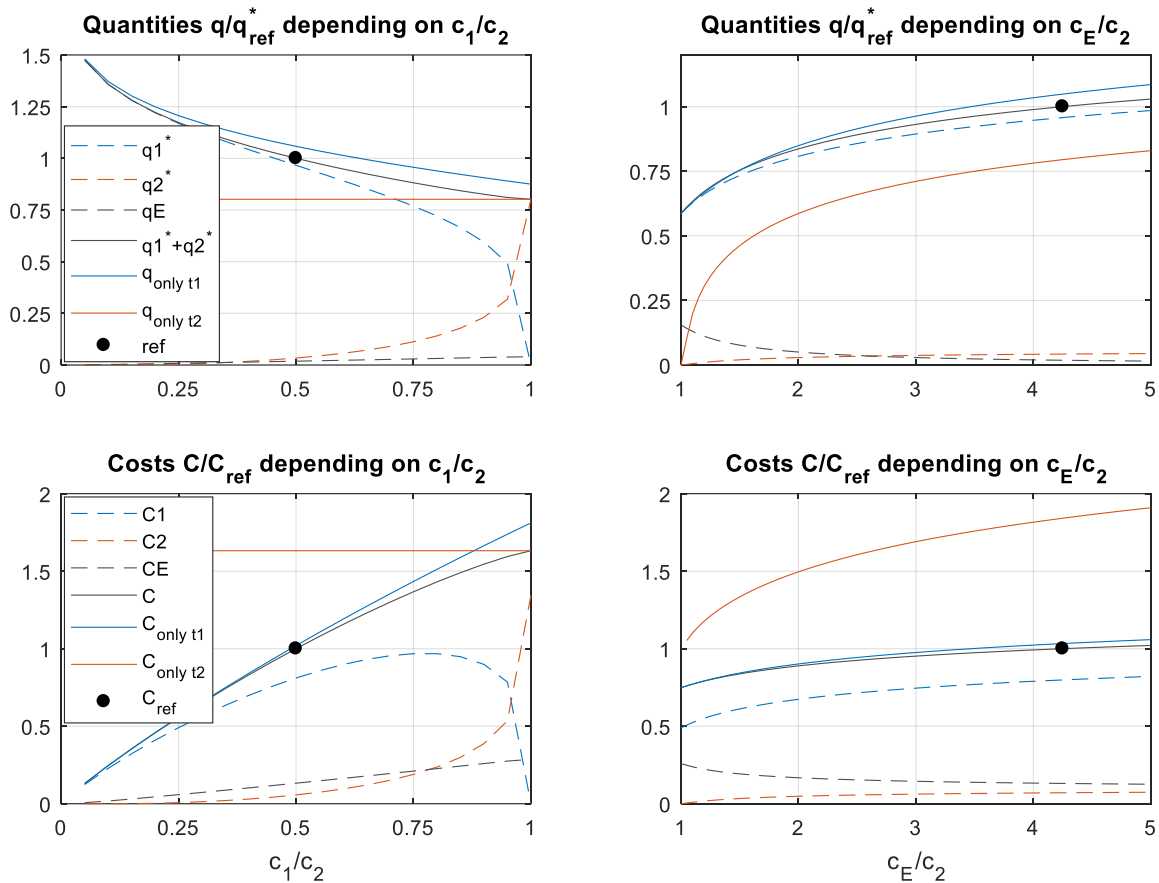 Quantities q/q*ref depending on c1/c2
1.5
1.25
1
0.75
0.5
0.25
0
q1*
q2*
qE
q1*+q2*
qonly t1
qonly t2
ref
0 0.25 0.5 0.75 1
Quantities q/q*ref depending on cE/c2
1
0.75
0.5
0.25
0
1 2 3 4 5
Costs C/Cref depending on c1/c2
2
1.5
1
0.5
0
C1
C2
CE
C
Conly t1
Conly t2
Cref
0 0.25 0.5 0.75 1
c1/c2
Costs C/Cref depending on cE/c2
2
1.5
1
0.5
0
1 2 3 4 5
cE/c2